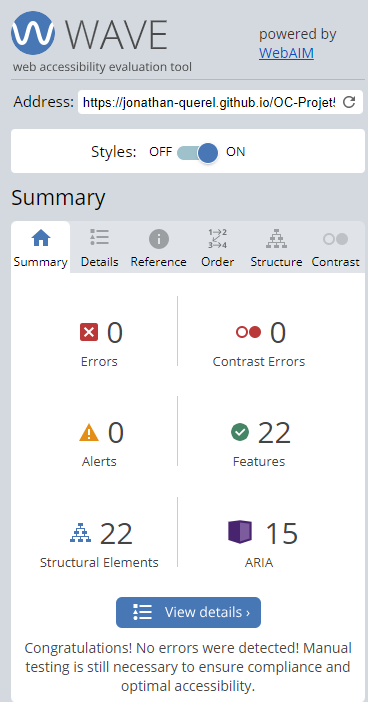 WAVE
web accessibility evaluation tool
powered by
WebAIM
Address: https://jonathan-querel.github.io/OC-Projet5
Styles: OFF ON
Summary
Summary Details Reference Order Structure Contrast
0
Errors
0
Contrast Errors
0
Alerts
22
Features
22
Structural Elements
15
ARIA
View details ›
Congratulations! No errors were detected! Manual
testing is still necessary to ensure compliance and
optimal accessibility.